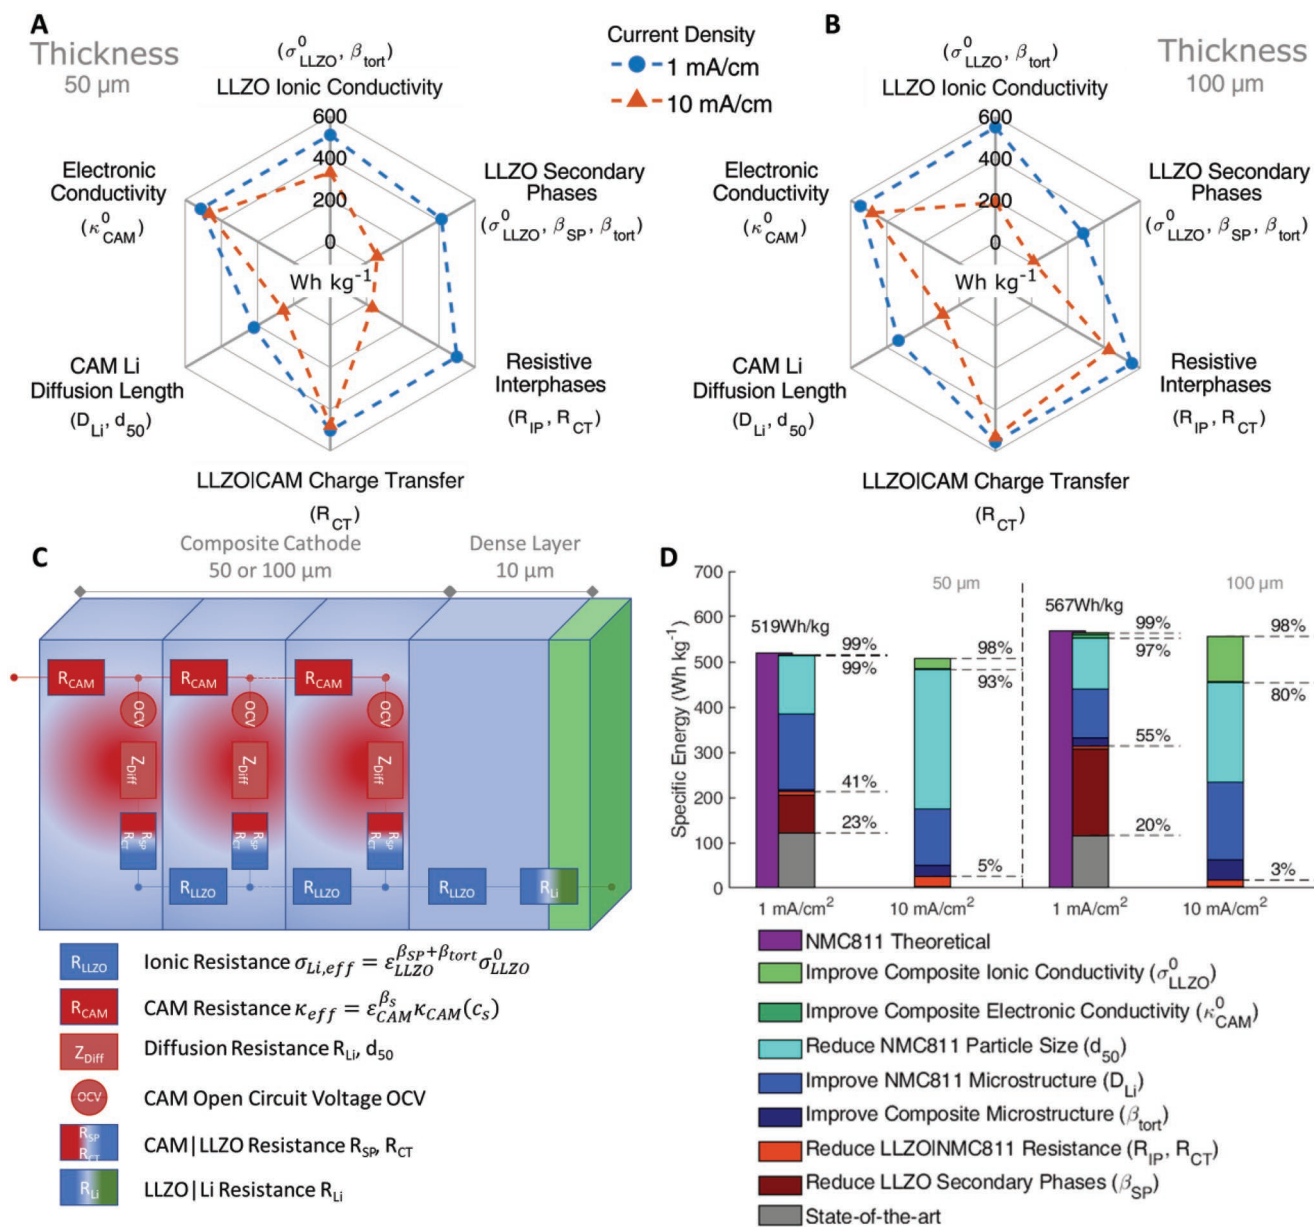 A
Thickness
50 μm
(σ⁰LLZO, βtort)
LLZO Ionic Conductivity
600
400
200
0
Wh kg⁻¹
Electronic
Conductivity
(κ⁰CAM)
LLZO Secondary
Phases
(σ⁰LLZO, βSP, βtort)
CAM Li
Diffusion Length
(DLi, d50)
Resistive
Interphases
(RIP, RCT)
LLZO|CAM Charge Transfer
(RCT)
Current Density
1 mA/cm
10 mA/cm
B
Thickness
100 μm
(σ⁰LLZO, βtort)
LLZO Ionic Conductivity
600
400
200
0
Wh kg⁻¹
Electronic
Conductivity
(κ⁰CAM)
LLZO Secondary
Phases
(σ⁰LLZO, βSP, βtort)
CAM Li
Diffusion Length
(DLi, d50)
Resistive
Interphases
(RIP, RCT)
LLZO|CAM Charge Transfer
(RCT)
C
Composite Cathode
50 or 100 μm
Dense Layer
10 μm
RCAM
RCAM
RCAM
OCV
OCV
OCV
ZDiff
ZDiff
ZDiff
RSP
RCT
RSP
RCT
RSP
RCT
RLLZO
RLLZO
RLLZO
RLi
RLLZO
Ionic Resistance σLi,eff = εLLZO^(βSP+βtort) σ⁰LLZO
RCAM
CAM Resistance κeff = εCAM^βs κCAM(cs)
ZDiff
Diffusion Resistance RLi, d50
OCV
CAM Open Circuit Voltage OCV
RSP
RCT
CAM|LLZO Resistance RSP, RCT
RLi
LLZO|Li Resistance RLi
D
Specific Energy (Wh kg⁻¹)
700
600
500
400
300
200
100
0
50 μm
100 μm
519Wh/kg
99%
99%
41%
23%
98%
93%
5%
567Wh/kg
99%
97%
55%
20%
98%
80%
3%
1 mA/cm²
10 mA/cm²
1 mA/cm²
10 mA/cm²
NMC811 Theoretical
Improve Composite Ionic Conductivity (σ⁰LLZO)
Improve Composite Electronic Conductivity (κ⁰CAM)
Reduce NMC811 Particle Size (d50)
Improve NMC811 Microstructure (DLi)
Improve Composite Microstructure (βtort)
Reduce LLZO|NMC811 Resistance (RIP, RCT)
Reduce LLZO Secondary Phases (βSP)
State-of-the-art